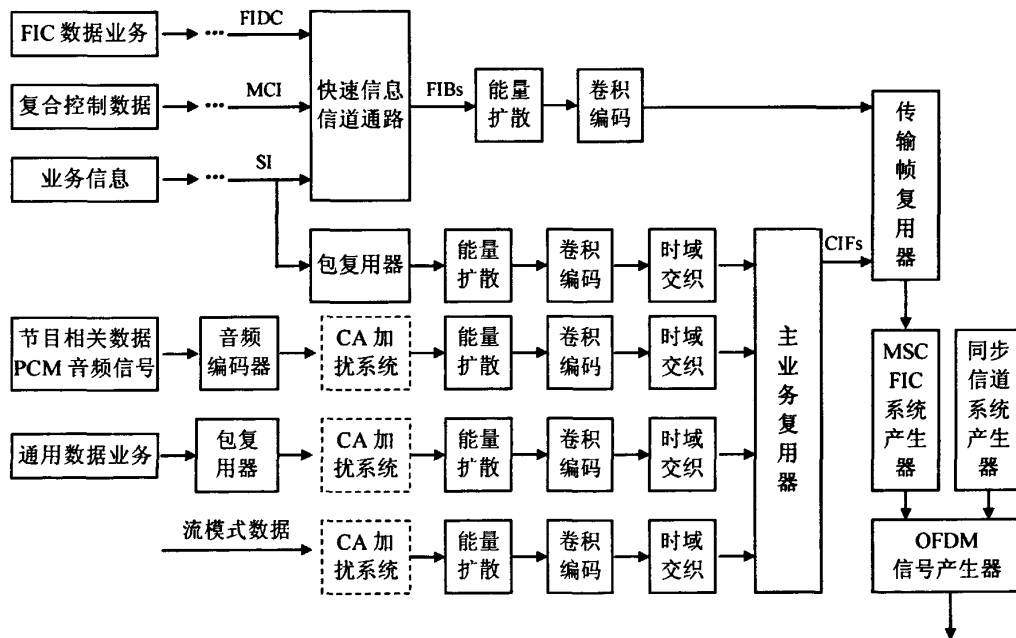 FIC 数据业务
FIDC
复合控制数据
MCI
业务信息
SI
快速信息
信道通路
FIBs
能量
扩散
卷积
编码
传
输
帧
复
用
器
包复用器
能量
扩散
卷积
编码
时域
交织
CIFs
节目相关数据
PCM 音频信号
音频
编码器
CA 加
扰系统
能量
扩散
卷积
编码
时域
交织
主
业
务
复
用
器
MSC
FIC
系统
产生
器
同步
信道
系统
产生
器
通用数据业务
包复
用器
CA 加
扰系统
能量
扩散
卷积
编码
时域
交织
流模式数据
CA 加
扰系统
能量
扩散
卷积
编码
时域
交织
OFDM
信号产生器